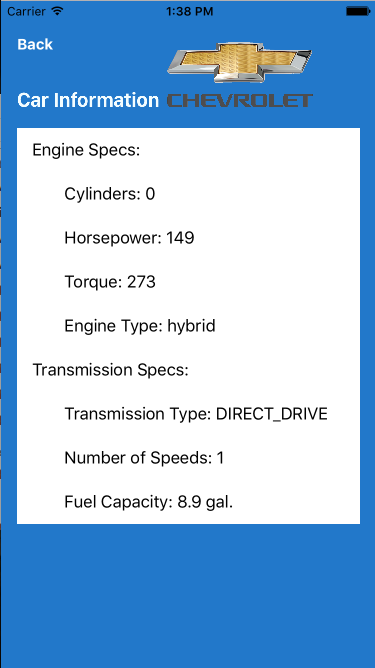 Carrier 1:38 PM
Back
Car Information CHEVROLET
Engine Specs:
Cylinders: 0
Horsepower: 149
Torque: 273
Engine Type: hybrid
Transmission Specs:
Transmission Type: DIRECT_DRIVE
Number of Speeds: 1
Fuel Capacity: 8.9 gal.